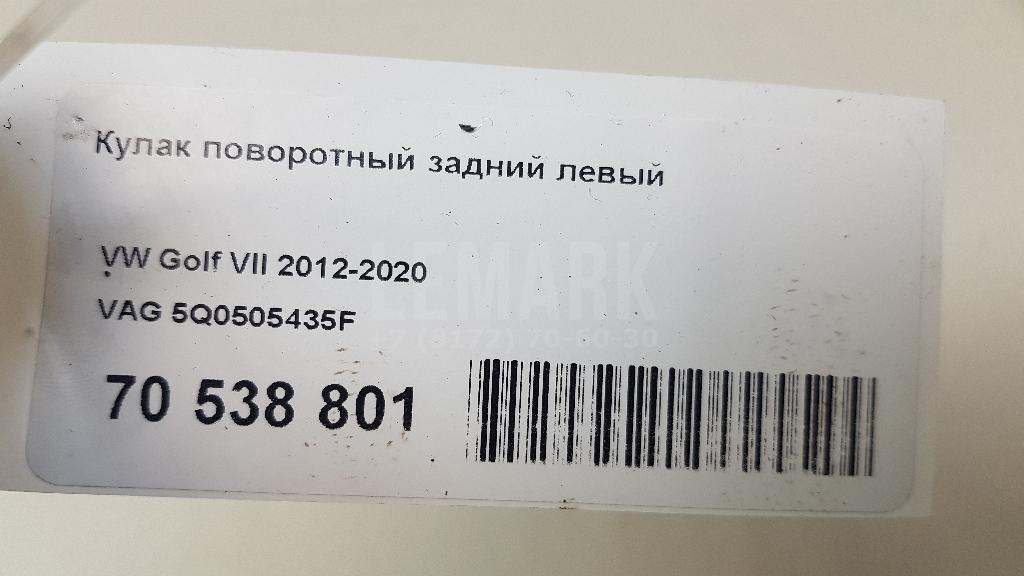 Кулак поворотный задний левый
VW Golf VII 2012-2020
VAG 5Q0505435F
70 538 801
LEMARK
+7 (8172) 70-60-30